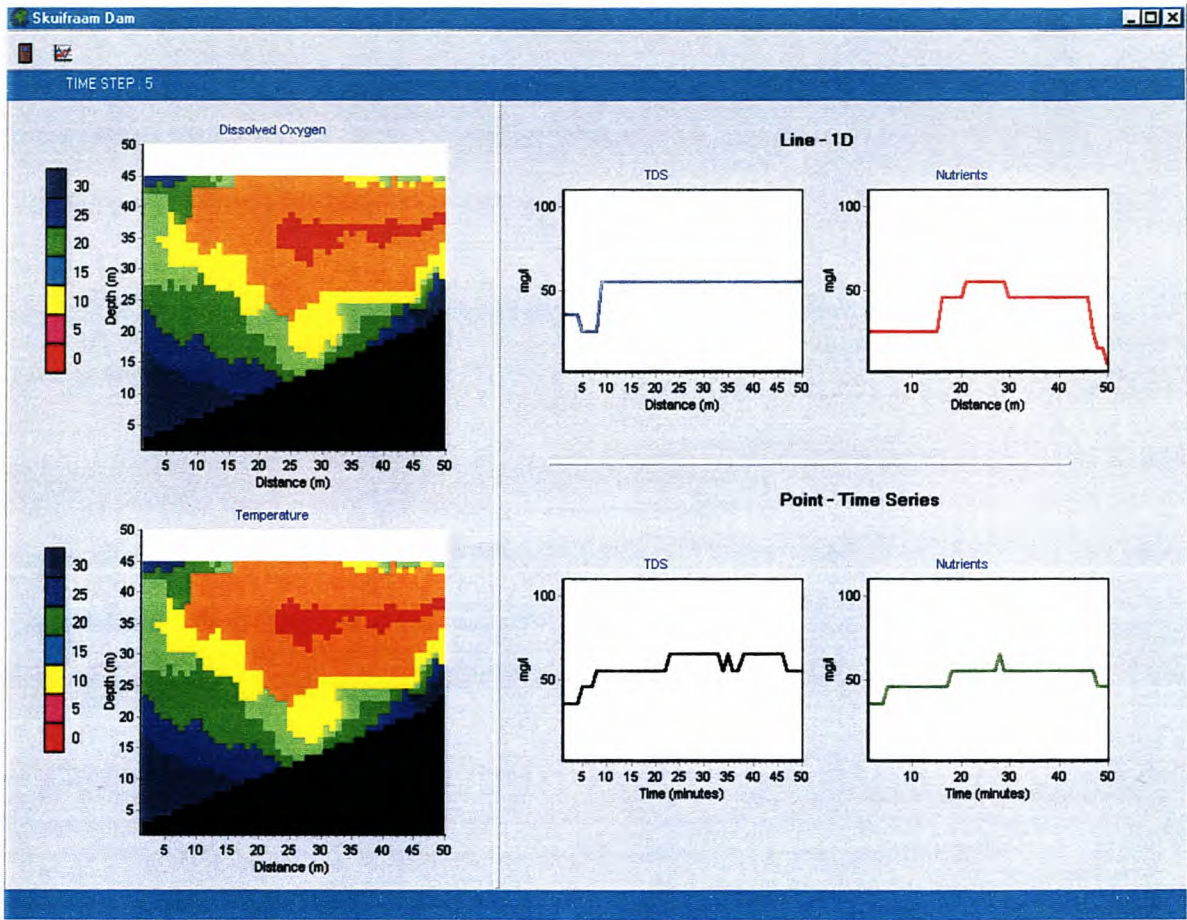 Skuifraam Dam
TIME STEP : 5
Dissolved Oxygen
30
25
20
15
10
5
0
Depth (m)
50
45
40
35
30
25
20
15
10
5
5 10 15 20 25 30 35 40 45 50
Distance (m)
Temperature
30
25
20
15
10
5
0
Depth (m)
50
45
40
35
30
25
20
15
10
5
5 10 15 20 25 30 35 40 45 50
Distance (m)
Line - 1D
TDS
mg/l
100
50
5 10 15 20 25 30 35 40 45 50
Distance (m)
Nutrients
mg/l
100
50
10 20 30 40 50
Distance (m)
Point - Time Series
TDS
mg/l
100
50
5 10 15 20 25 30 35 40 45 50
Time (minutes)
Nutrients
mg/l
100
50
10 20 30 40 50
Time (minutes)